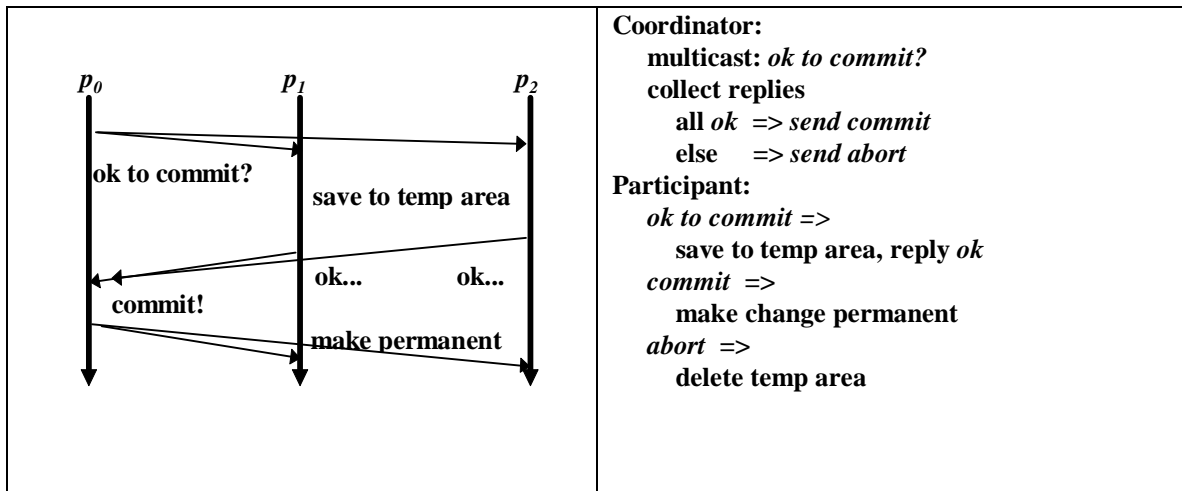 p0 p1 p2
ok to commit?
save to temp area
ok... ok...
commit!
make permanent
Coordinator:
multicast: ok to commit?
collect replies
all ok => send commit
else => send abort
Participant:
ok to commit =>
save to temp area, reply ok
commit =>
make change permanent
abort =>
delete temp area